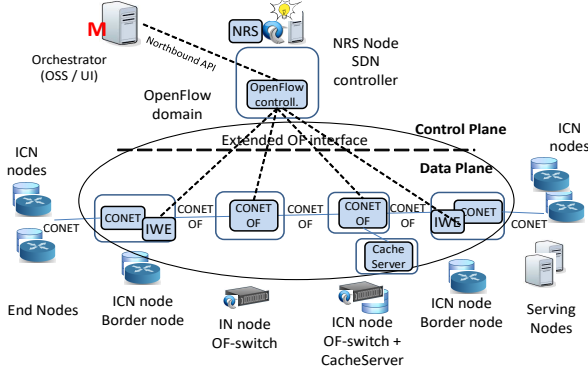 M
Orchestrator
(OSS / UI)
Northbound API
NRS
NRS Node
SDN
controller
OpenFlow
domain
OpenFlow
controll.
Extended OF interface
Control Plane
Data Plane
ICN
nodes
ICN
nodes
CONET
CONET
IWE
CONET
OF
CONET
OF
CONET
OF
CONET
OF
CONET
OF
IWE
CONET
CONET
Cache
Server
End Nodes
ICN node
Border node
IN node
OF-switch
ICN node
OF-switch +
CacheServer
ICN node
Border node
Serving
Nodes